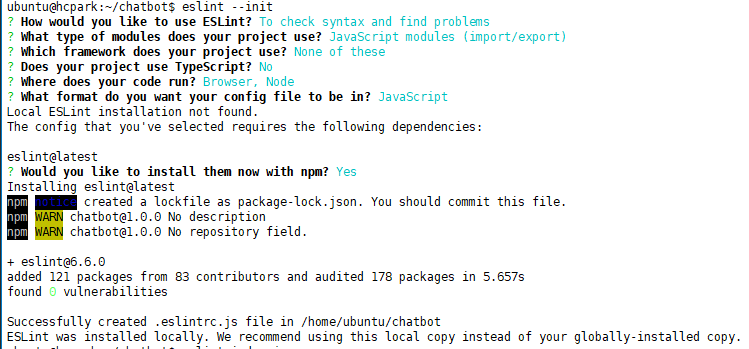 ubuntu@hcpark:~/chatbot$ eslint --init
? How would you like to use ESLint? To check syntax and find problems
? What type of modules does your project use? JavaScript modules (import/export)
? Which framework does your project use? None of these
? Does your project use TypeScript? No
? Where does your code run? Browser, Node
? What format do you want your config file to be in? JavaScript
Local ESLint installation not found.
The config that you've selected requires the following dependencies:
eslint@latest
? Would you like to install them now with npm? Yes
Installing eslint@latest
npm notice created a lockfile as package-lock.json. You should commit this file.
npm WARN chatbot@1.0.0 No description
npm WARN chatbot@1.0.0 No repository field.
+ eslint@6.6.0
added 121 packages from 83 contributors and audited 178 packages in 5.657s
found 0 vulnerabilities
Successfully created .eslintrc.js file in /home/ubuntu/chatbot
ESLint was installed locally. We recommend using this local copy instead of your globally-installed copy.